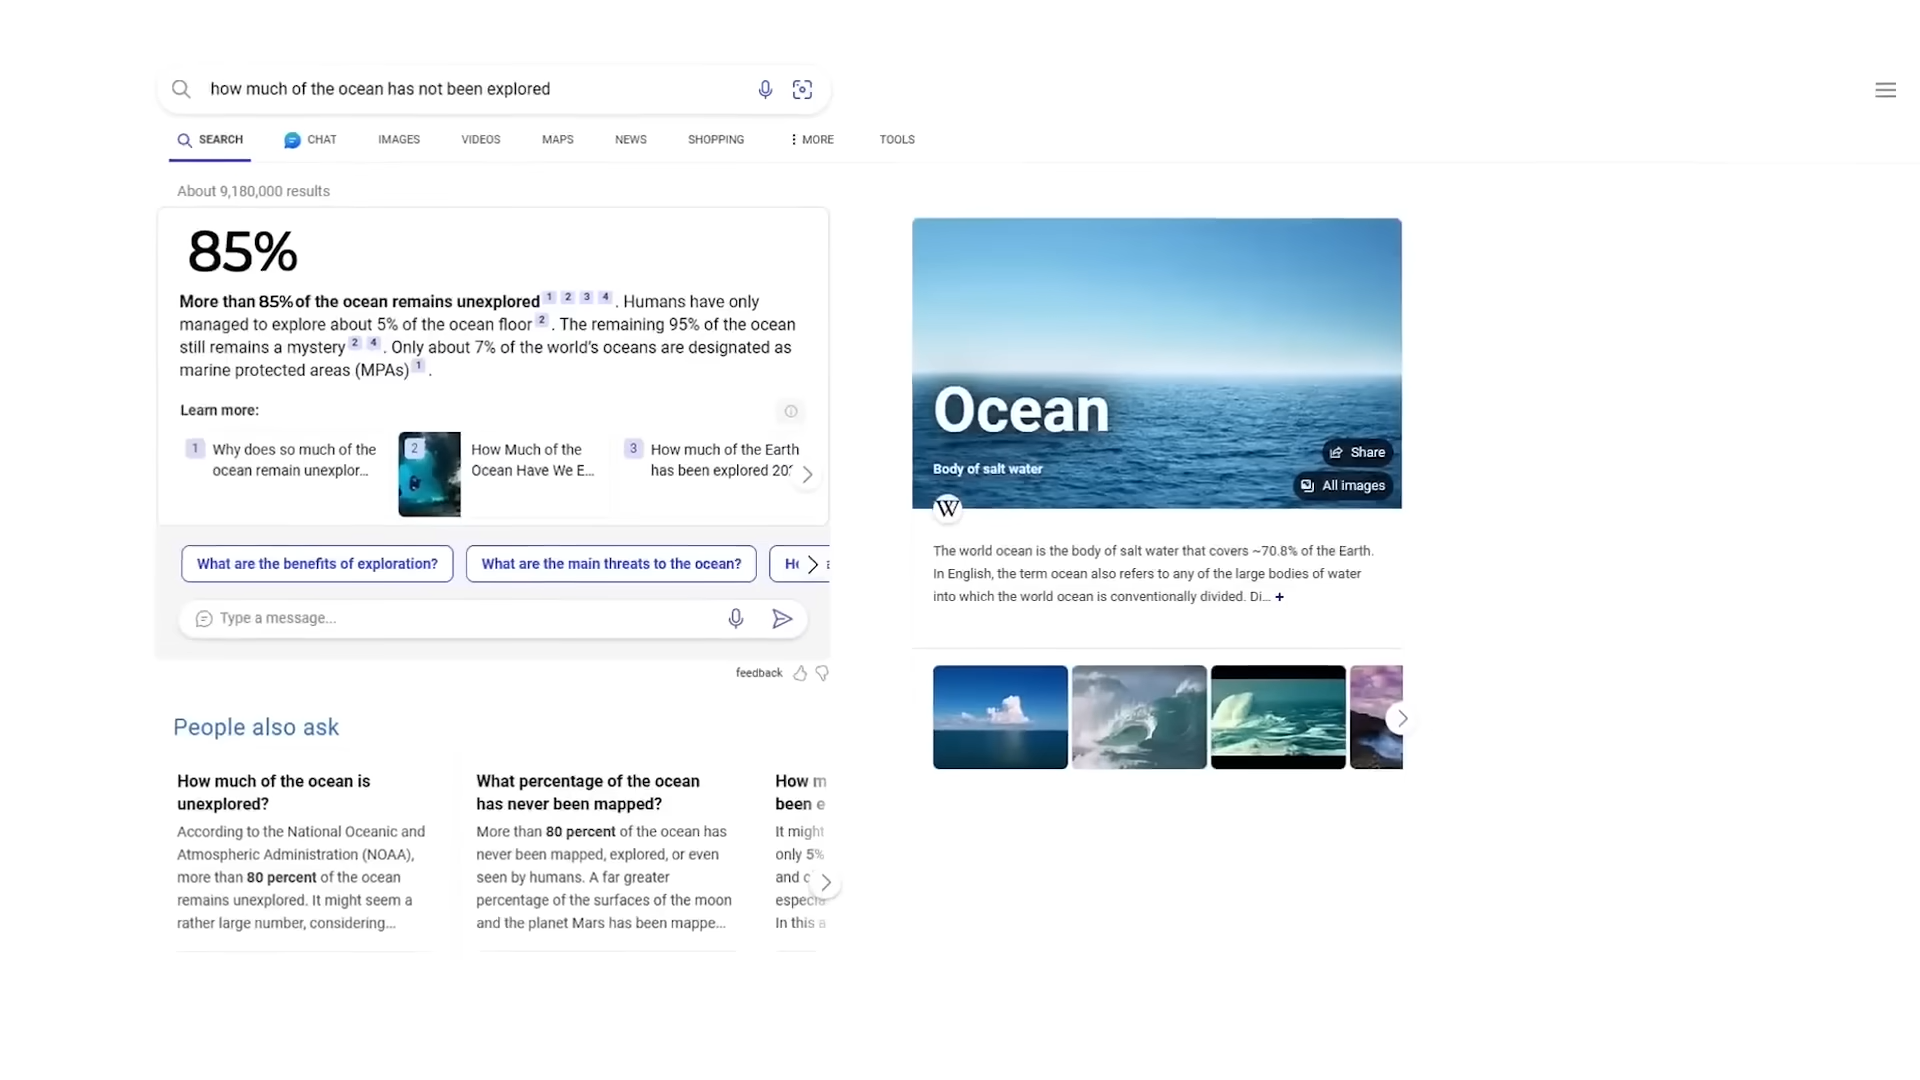 how much of the ocean has not been explored
SEARCH
CHAT
IMAGES
VIDEOS
MAPS
NEWS
SHOPPING
MORE
TOOLS
About 9,180,000 results
85%
More than 85% of the ocean remains unexplored 1 2 3 4 . Humans have only
managed to explore about 5% of the ocean floor 2 . The remaining 95% of the ocean
still remains a mystery 2 4 . Only about 7% of the world's oceans are designated as
marine protected areas (MPAs) 1 .
Learn more:
1 Why does so much of the
ocean remain unexplor...
2 How Much of the
Ocean Have We E...
3 How much of the Earth
has been explored 20
What are the benefits of exploration?
What are the main threats to the ocean?
Type a message...
feedback
People also ask
How much of the ocean is
unexplored?
According to the National Oceanic and
Atmospheric Administration (NOAA),
more than 80 percent of the ocean
remains unexplored. It might seem a
rather large number, considering...
What percentage of the ocean
has never been mapped?
More than 80 percent of the ocean has
never been mapped, explored, or even
seen by humans. A far greater
percentage of the surfaces of the moon
and the planet Mars has been mappe...
How m
been e
It might
only 5%
and c
especia
In this a
Ocean
Body of salt water
Share
All images
W
The world ocean is the body of salt water that covers ~70.8% of the Earth.
In English, the term ocean also refers to any of the large bodies of water
into which the world ocean is conventionally divided. Di... +